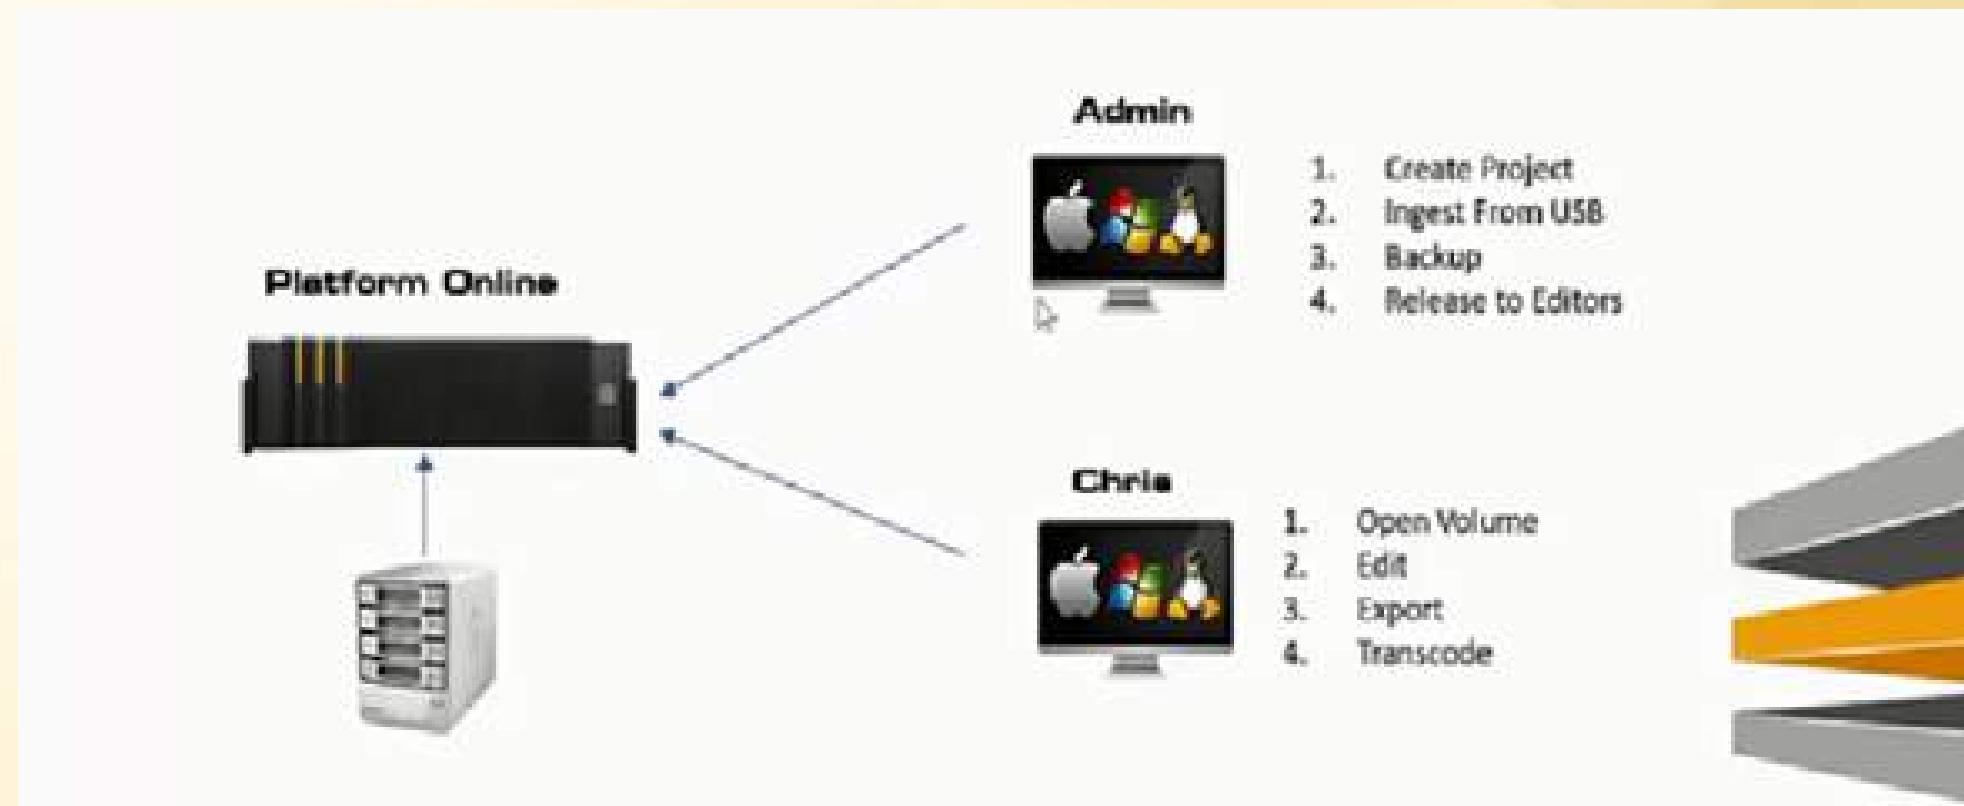 Admin
1. Create Project
2. Ingest From USB
3. Backup
4. Release to Editors
Platform Online
Chris
1. Open Volume
2. Edit
3. Export
4. Transcode